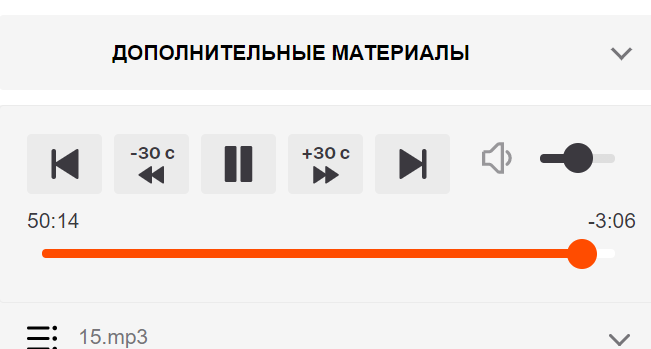 ДОПОЛНИТЕЛЬНЫЕ МАТЕРИАЛЫ
-30 с +30 с
50:14 -3:06
15.mp3